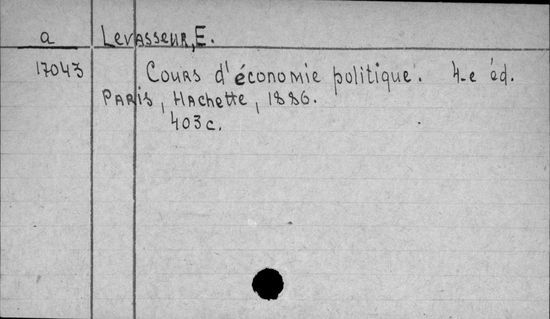 a Levasseur, E.
17043 Cours d'économie politique. 4-e éd.
Paris, Hachette, 1886.
403 c.